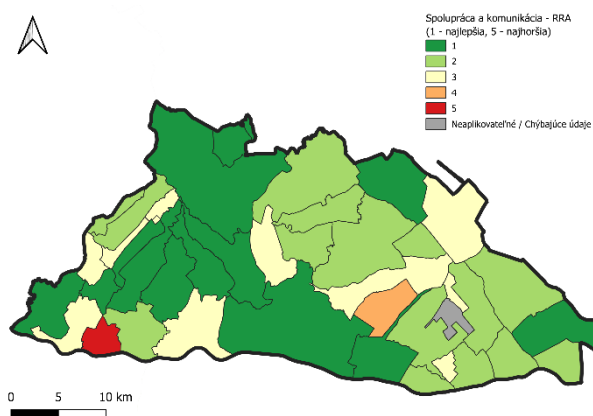 Spolupráca a komunikácia - RRA
(1 - najlepšia, 5 - najhoršia)
1
2
3
4
5
Neaplikovateľné / Chýbajúce údaje
0 5 10 km